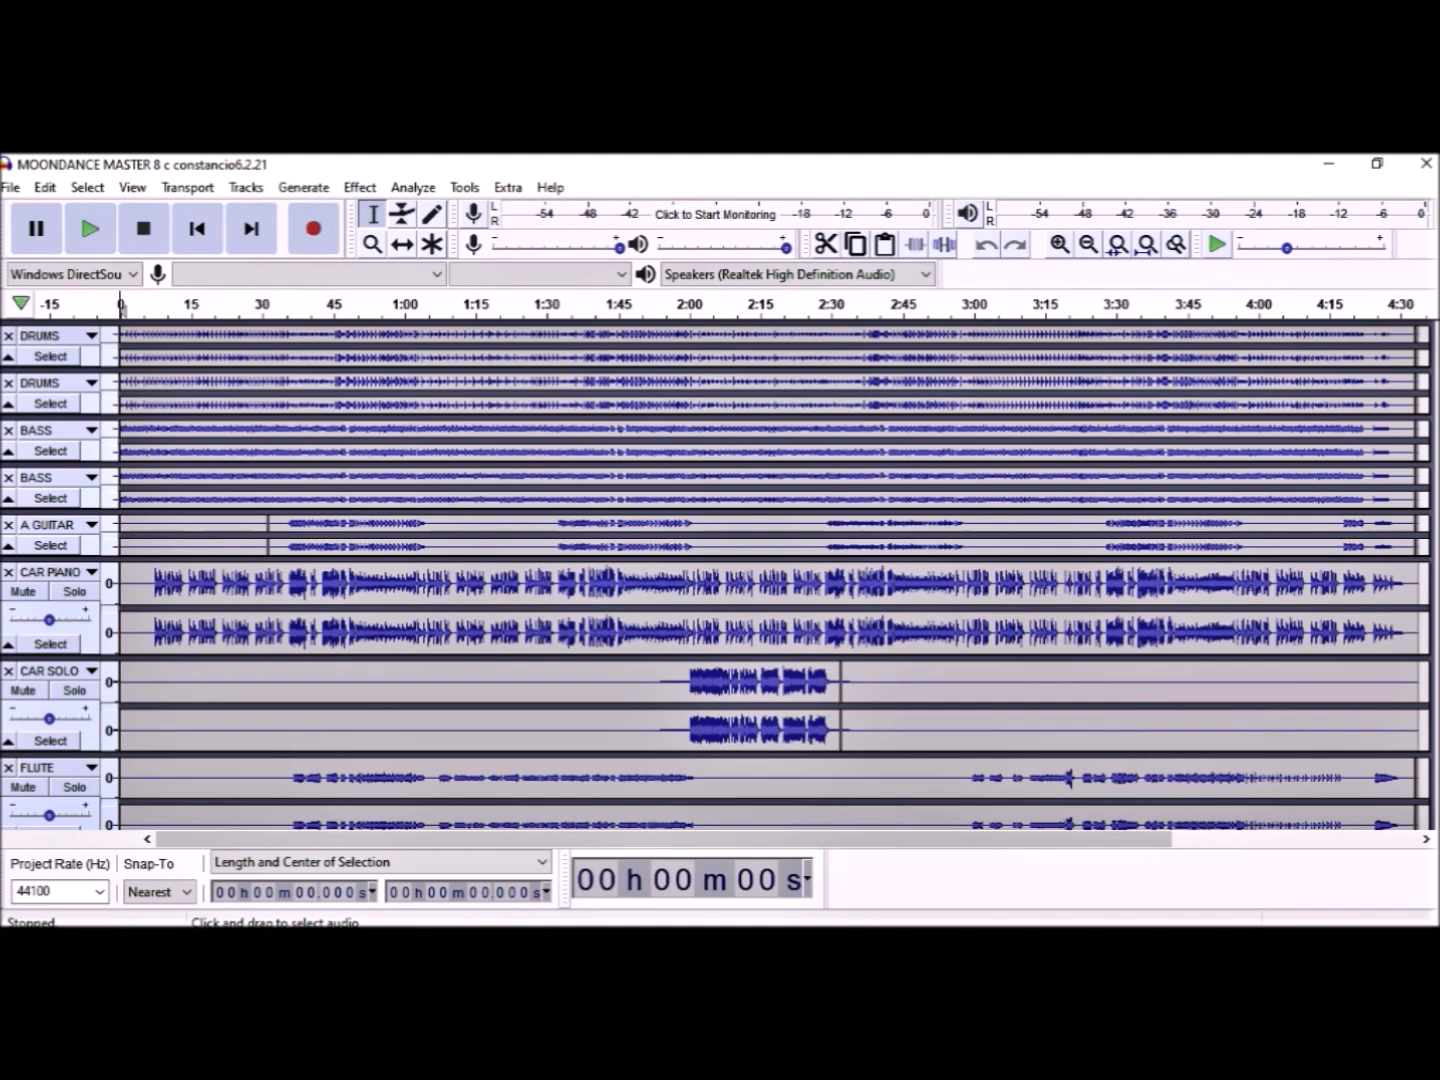 MOONDANCE MASTER 8 c constancio6.2.21
File Edit Select View Transport Tracks Generate Effect Analyze Tools Extra Help
L R -54 -48 -42 Click to Start Monitoring -18 -12 -6 0 L R -54 -48 -42 -36 -30 -24 -18 -12 -6 0
- + - + - +
Windows DirectSou Speakers (Realtek High Definition Audio)
-15 0 15 30 45 1:00 1:15 1:30 1:45 2:00 2:15 2:30 2:45 3:00 3:15 3:30 3:45 4:00 4:15 4:30
DRUMS
Select
DRUMS
Select
BASS
Select
BASS
Select
A GUITAR
Select
CAR PIANO
0-
Mute Solo
- +
0-
Select
CAR SOLO
0-
Mute Solo
- +
0-
Select
FLUTE
0-
Mute Solo
- +
0-
Project Rate (Hz) Snap-To Length and Center of Selection
44100 Nearest 00 h 00 m 00.000 s 00 h 00 m 00.000 s 00 h 00 m 00 s
Stopped. Click and drag to select audio